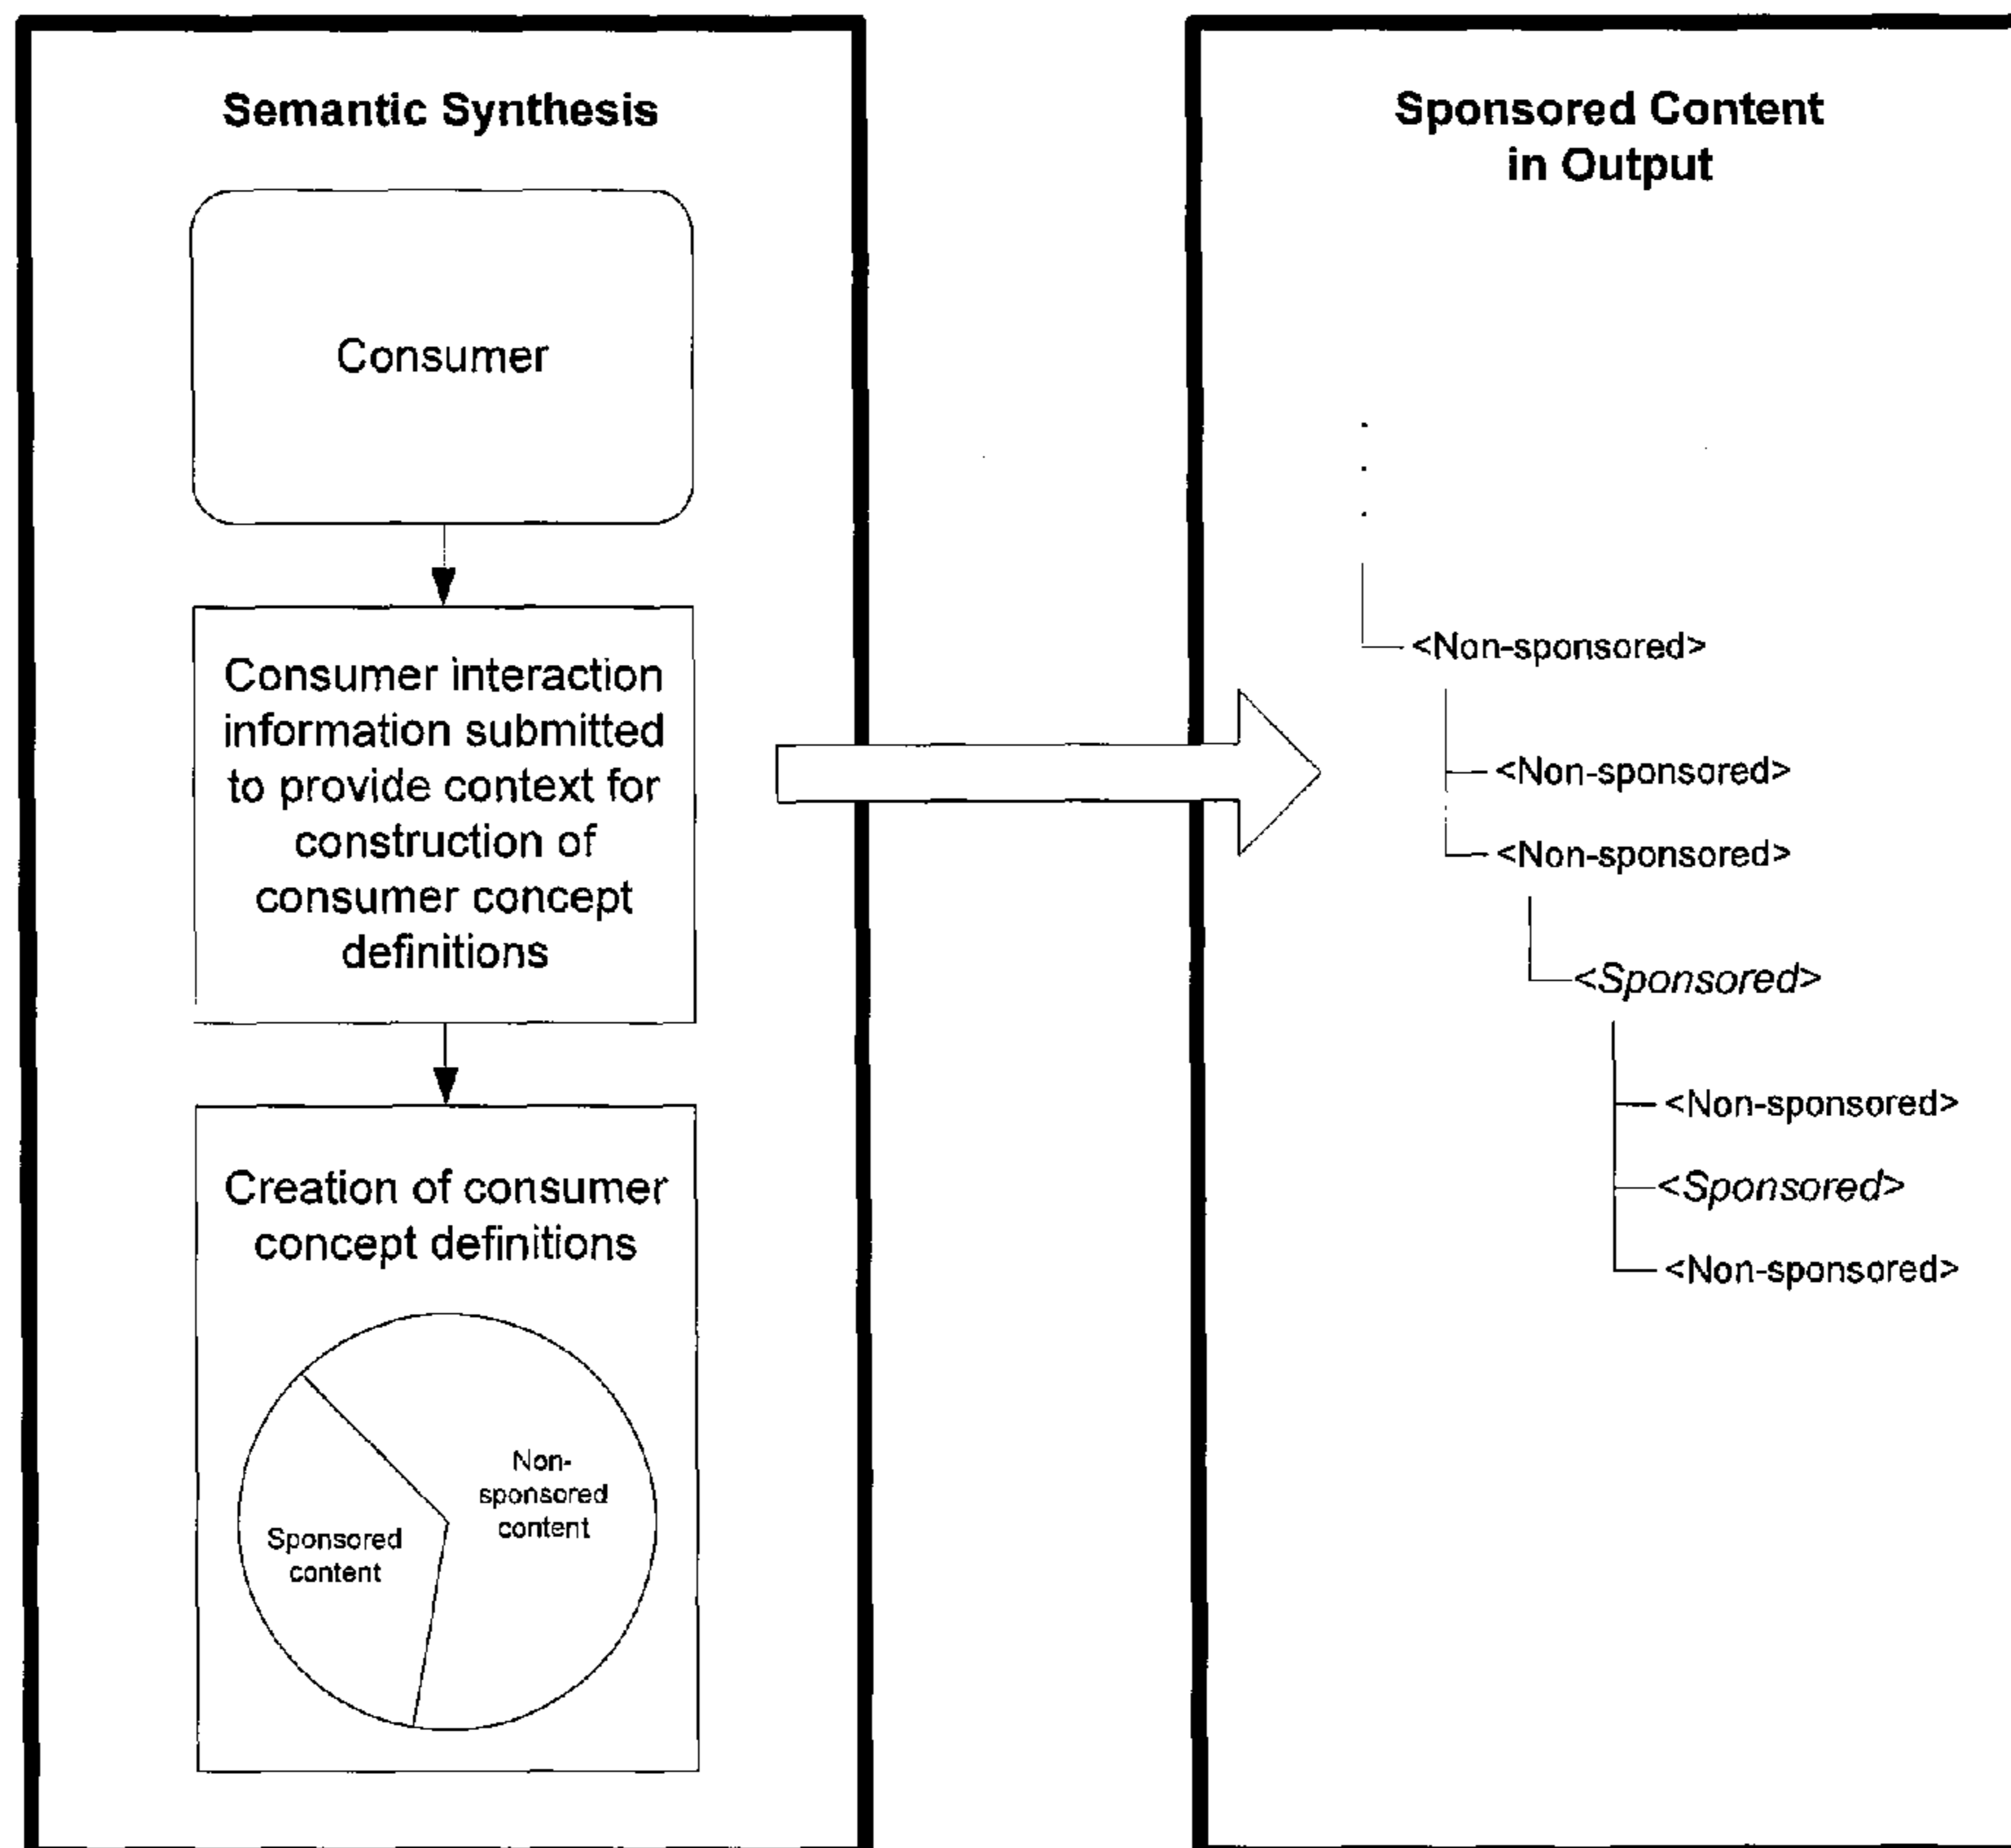 Semantic Synthesis
Consumer
Consumer interaction
information submitted
to provide context for
construction of
consumer concept
definitions
Creation of consumer
concept definitions
Non-
sponsored
content
Sponsored
content
Sponsored Content
in Output
.
.
.
<Non-sponsored>
<Non-sponsored>
<Non-sponsored>
<Sponsored>
<Non-sponsored>
<Sponsored>
<Non-sponsored>